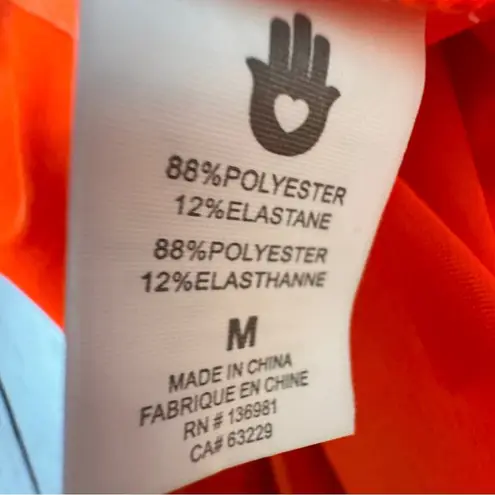 88%POLYESTER
12%ELASTANE
88%POLYESTER
12%ELASTHANNE
M
MADE IN CHINA
FABRIQUE EN CHINE
RN # 136981
CA# 63229